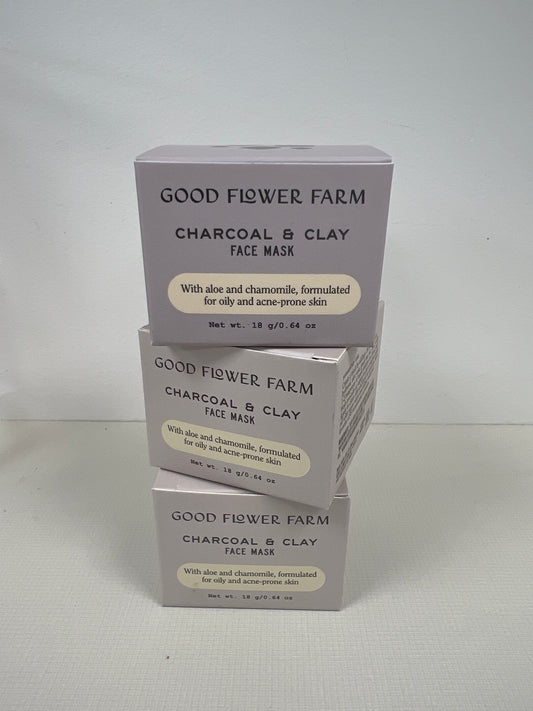 GOOD FLOWER FARM
CHARCOAL & CLAY
FACE MASK
With aloe and chamomile, formulated
for oily and acne-prone skin
Net wt. 18 g/0.64 oz
GOOD FLOWER FARM
CHARCOAL & CLAY
FACE MASK
With aloe and chamomile, formulated
for oily and acne-prone skin
Net wt. 18 g/0.64 oz
GOOD FLOWER FARM
CHARCOAL & CLAY
FACE MASK
With aloe and chamomile, formulated
for oily and acne-prone skin
Net wt. 18 g/0.64 oz